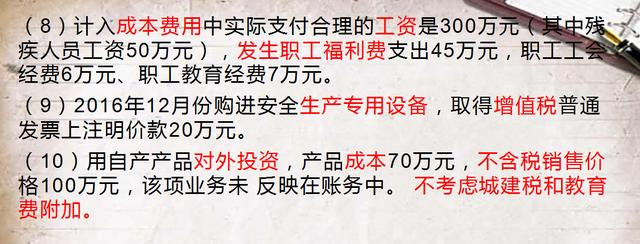 （8）计入成本费用中实际支付合理的工资是300万元（其中残
疾人员工资50万元），发生职工福利费支出45万元，职工工会
经费6万元、职工教育经费7万元。
（9）2016年12月份购进安全生产专用设备，取得增值税普通
发票上注明价款20万元。
（10）用自产产品对外投资，产品成本70万元，不含税销售价
格100万元，该项业务未 反映在账务中。 不考虑城建税和教育
费附加。